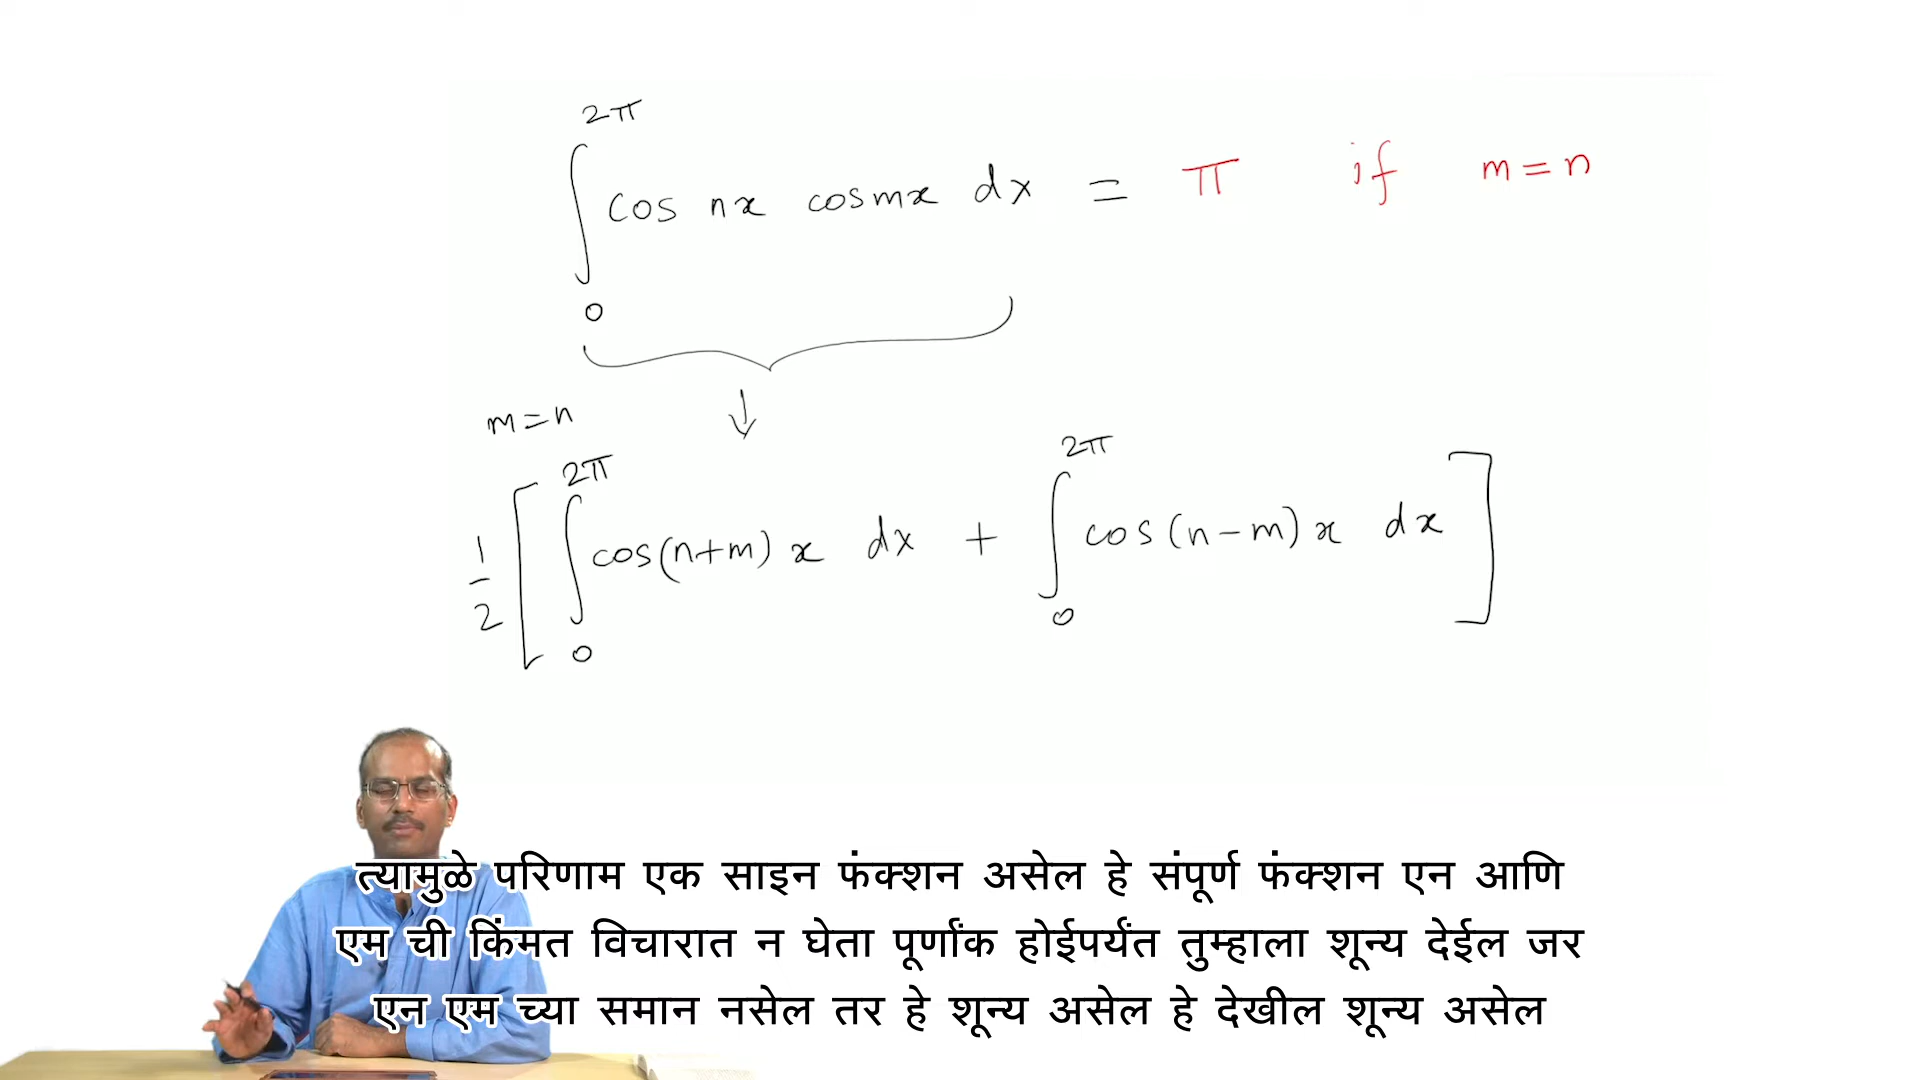 ∫₀^{2π} cos nx cosmx dx = π if m = n
m = n
1/2 [ ∫₀^{2π} cos(n+m) x dx + ∫₀^{2π} cos(n-m) x dx ]
त्यामुळे परिणाम एक साइन फंक्शन असेल हे संपूर्ण फंक्शन एन आणि
एम ची किंमत विचारात न घेता पूर्णांक होईपर्यंत तुम्हाला शून्य देईल जर
एन एम च्या समान नसेल तर हे शून्य असेल हे देखील शून्य असेल